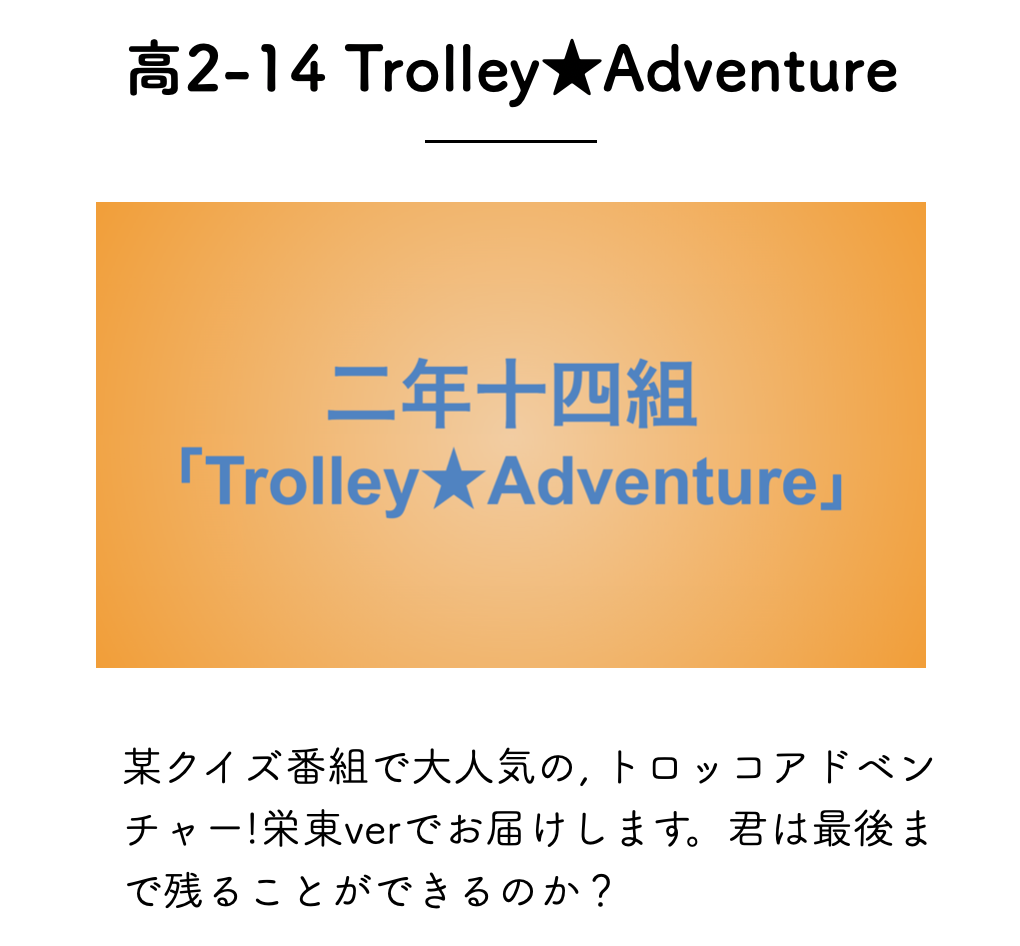 高2-14 Trolley★Adventure
二年十四組
「Trolley★Adventure」
某クイズ番組で大人気の, トロッコアドベン
チャー!栄東verでお届けします。君は最後ま
で残ることができるのか？